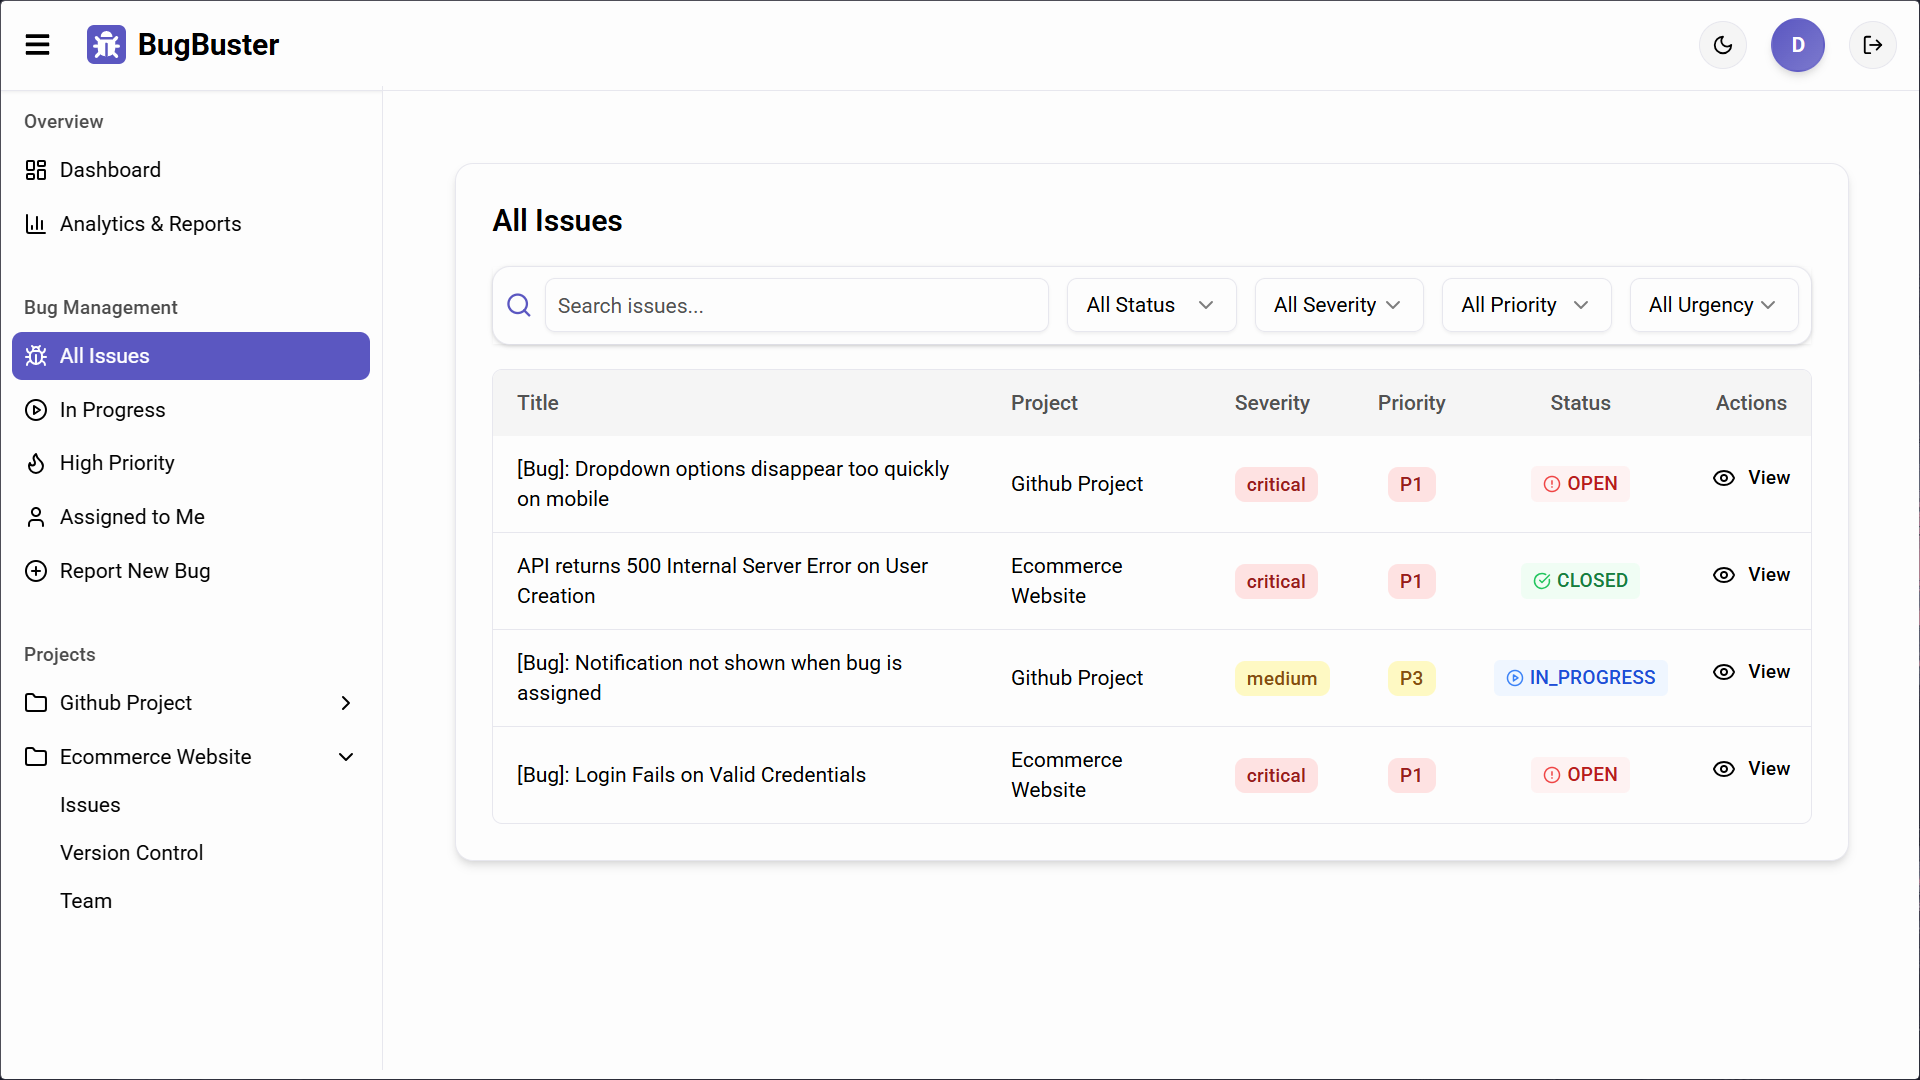 BugBuster
D
Overview
Dashboard
Analytics & Reports
Bug Management
All Issues
In Progress
High Priority
Assigned to Me
Report New Bug
Projects
Github Project
Ecommerce Website
Issues
Version Control
Team
All Issues
Search issues...
All Status
All Severity
All Priority
All Urgency
Title
Project
Severity
Priority
Status
Actions
[Bug]: Dropdown options disappear too quickly
on mobile
Github Project
critical
P1
OPEN
View
API returns 500 Internal Server Error on User
Creation
Ecommerce
Website
critical
P1
CLOSED
View
[Bug]: Notification not shown when bug is
assigned
Github Project
medium
P3
IN_PROGRESS
View
[Bug]: Login Fails on Valid Credentials
Ecommerce
Website
critical
P1
OPEN
View